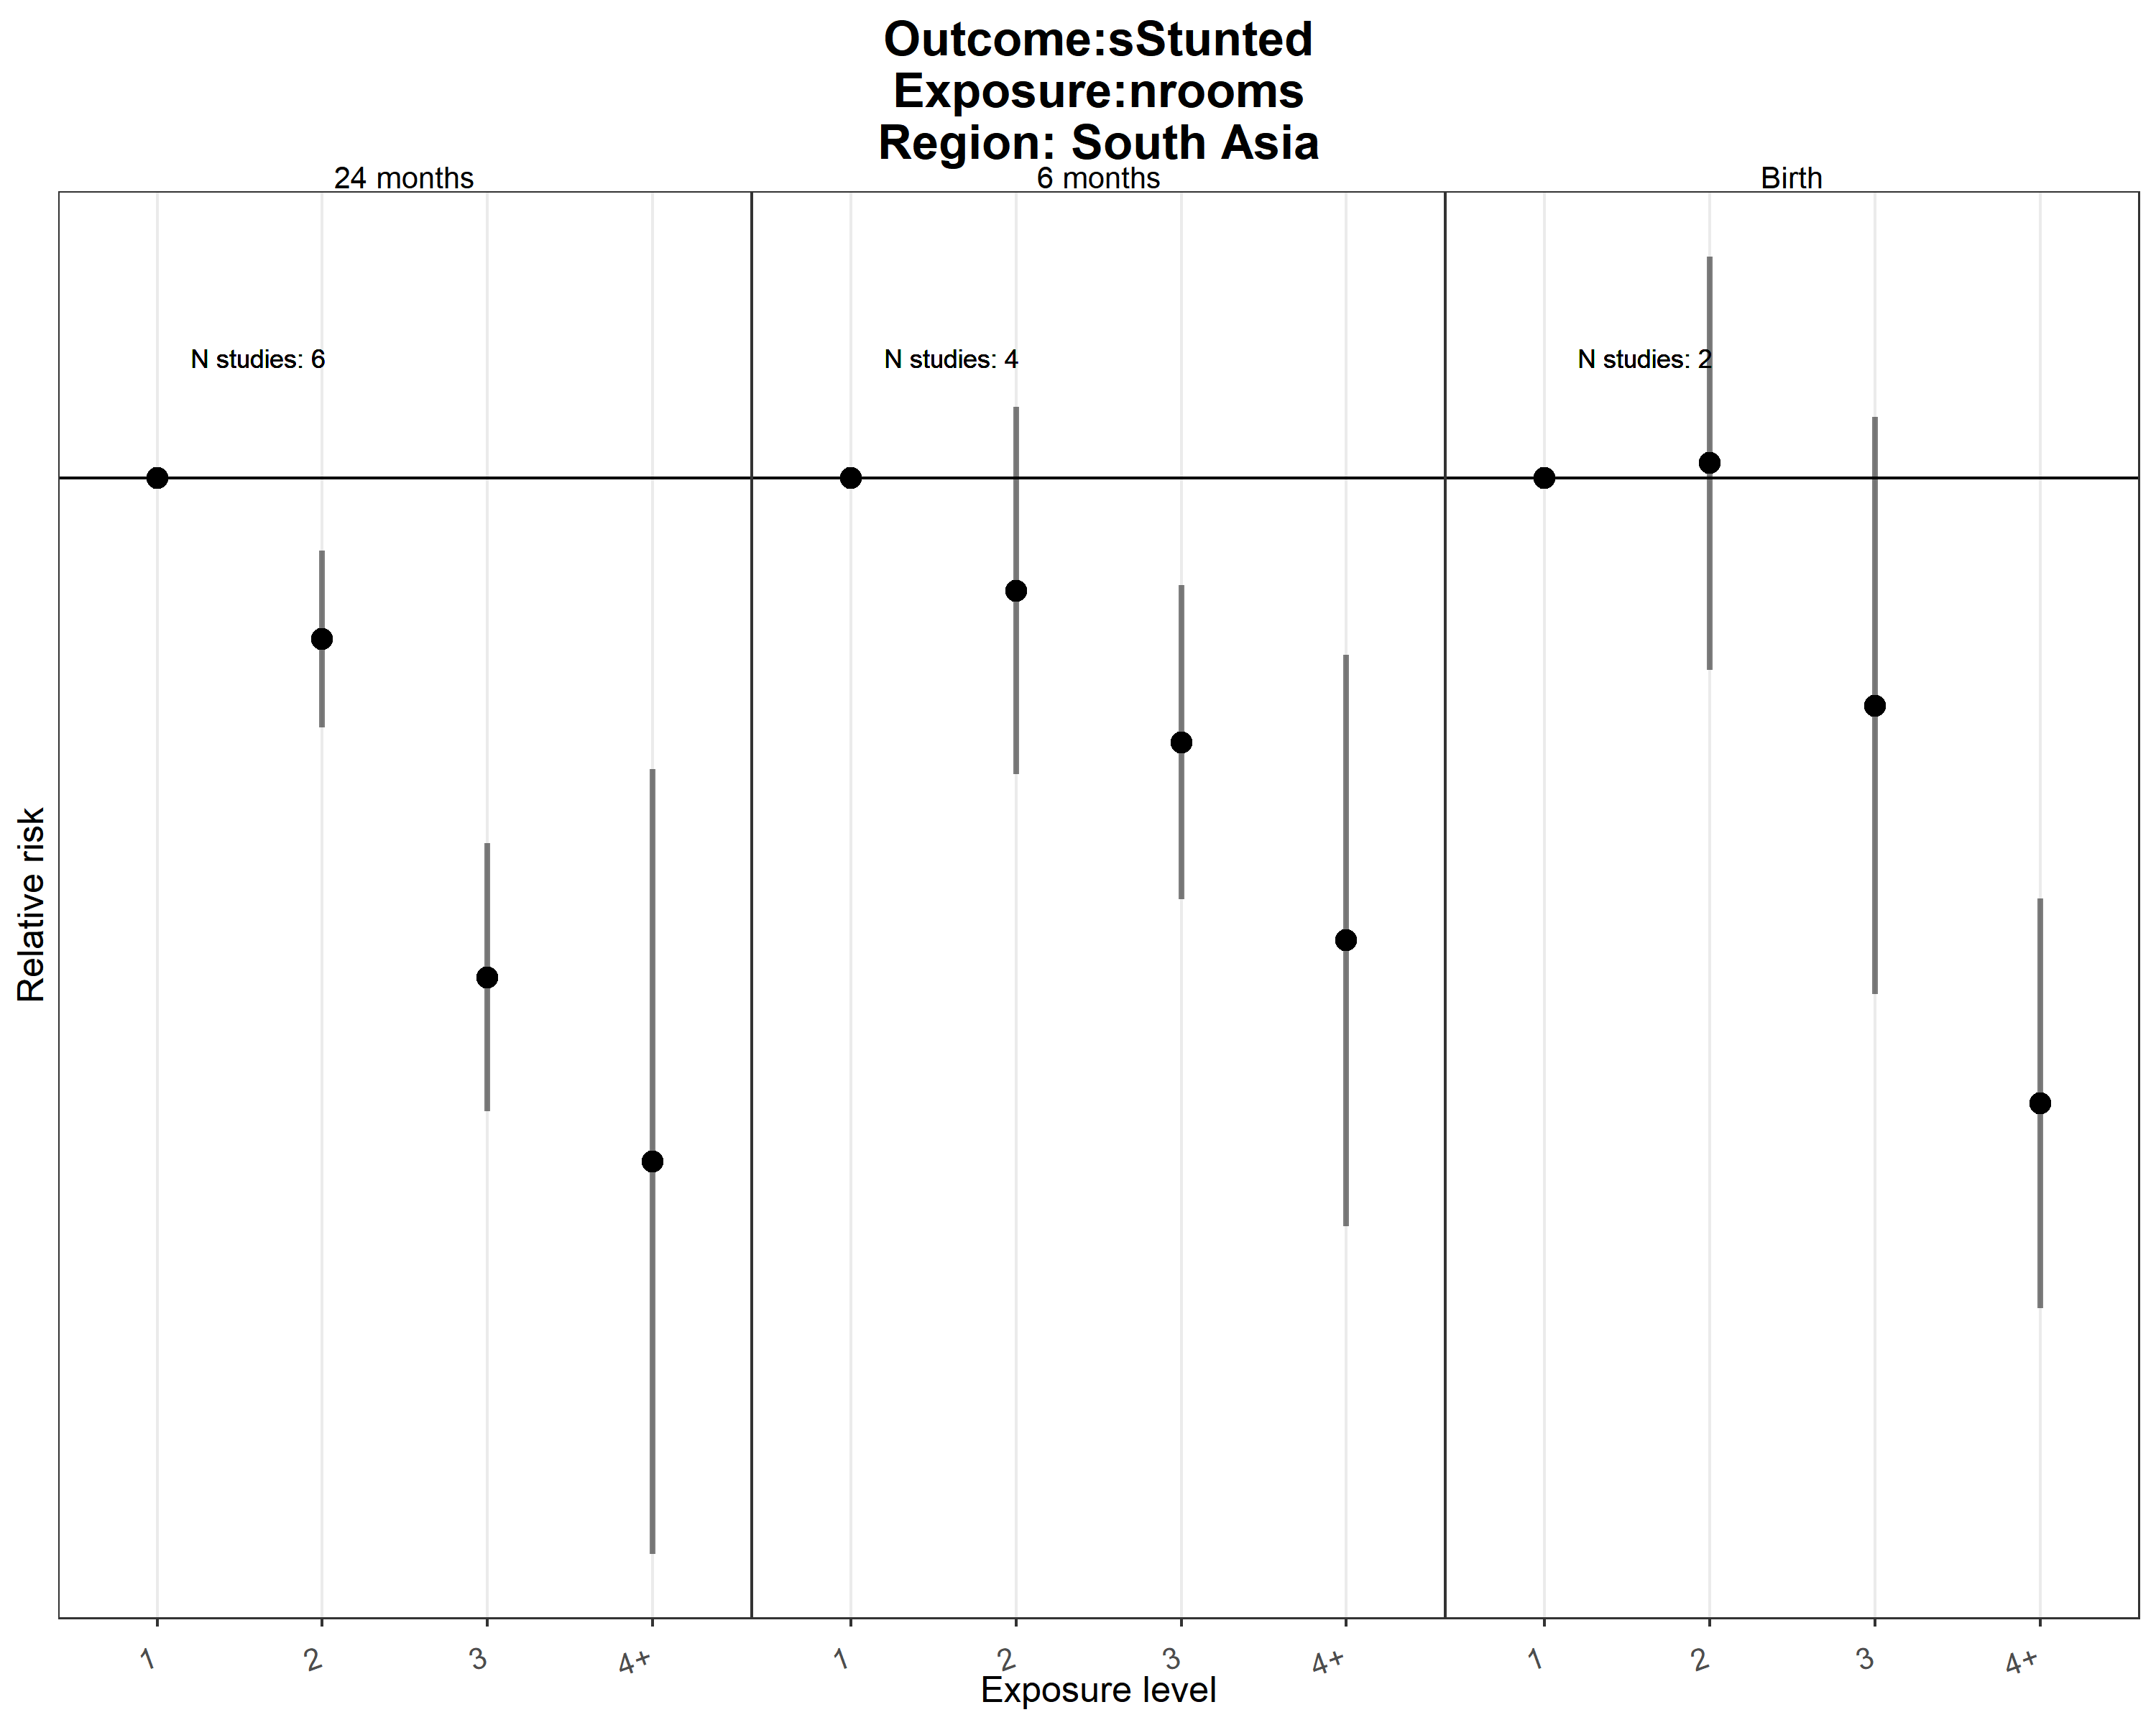 Outcome:sStunted
Exposure:nrooms
Region: South Asia
24 months 6 months Birth
N studies: 6 N studies: 4 N studies: 2
Relative risk
1 2 3 4+ 1 2 3 4+ 1 2 3 4+
Exposure level